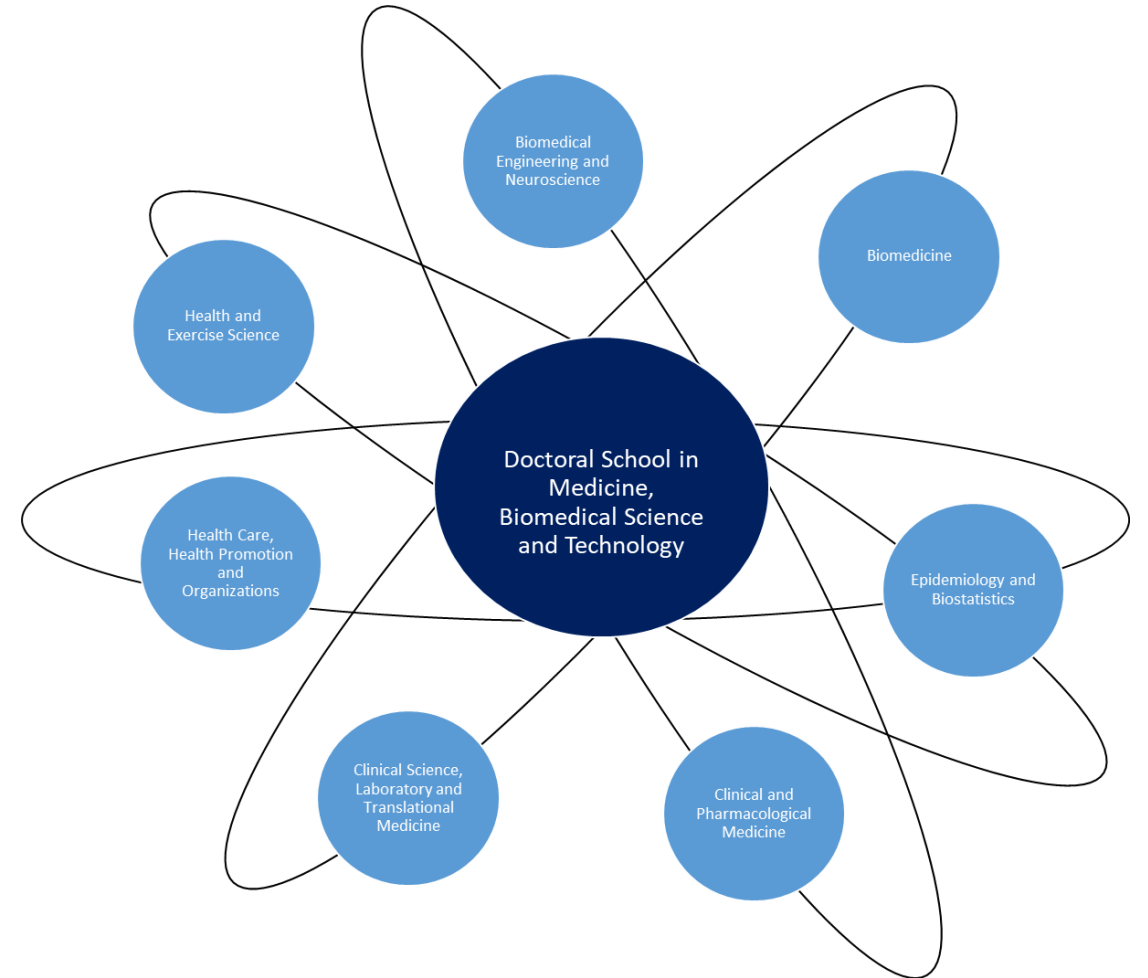 Biomedical
Engineering and
Neuroscience
Biomedicine
Health and
Exercise Science
Doctoral School in
Medicine,
Biomedical Science
and Technology
Health Care,
Health Promotion
and
Organizations
Epidemiology and
Biostatistics
Clinical Science,
Laboratory and
Translational
Medicine
Clinical and
Pharmacological
Medicine